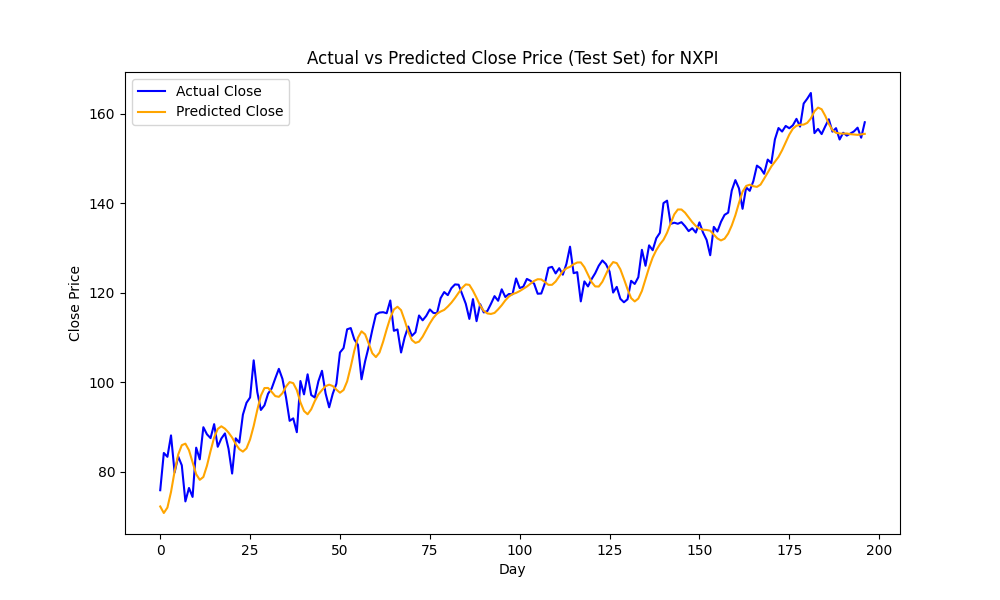 Actual vs Predicted Close Price (Test Set) for NXPI
Actual Close
Predicted Close
160
140
120
100
80
Close Price
0 25 50 75 100 125 150 175 200
Day